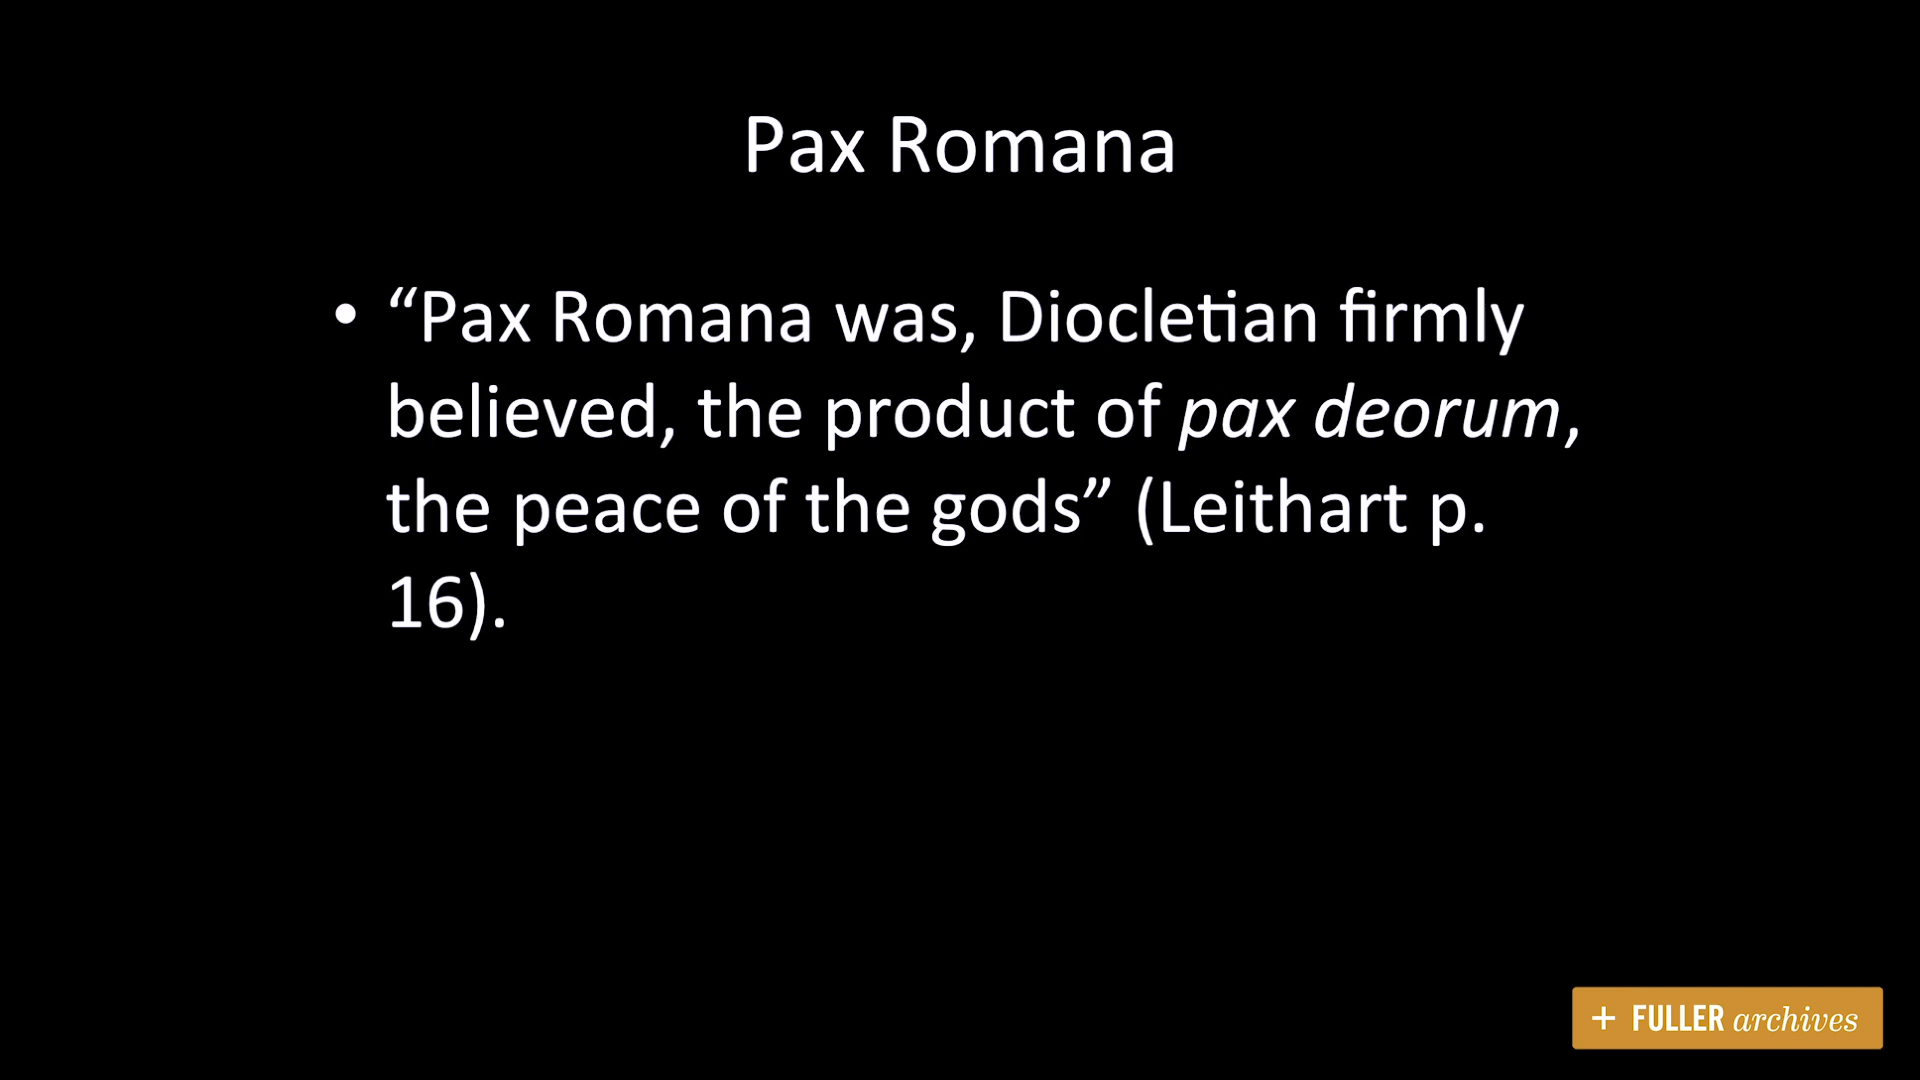 Pax Romana
• “Pax Romana was, Diocletian firmly
believed, the product of pax deorum,
the peace of the gods” (Leithart p.
16).
+ FULLER archives